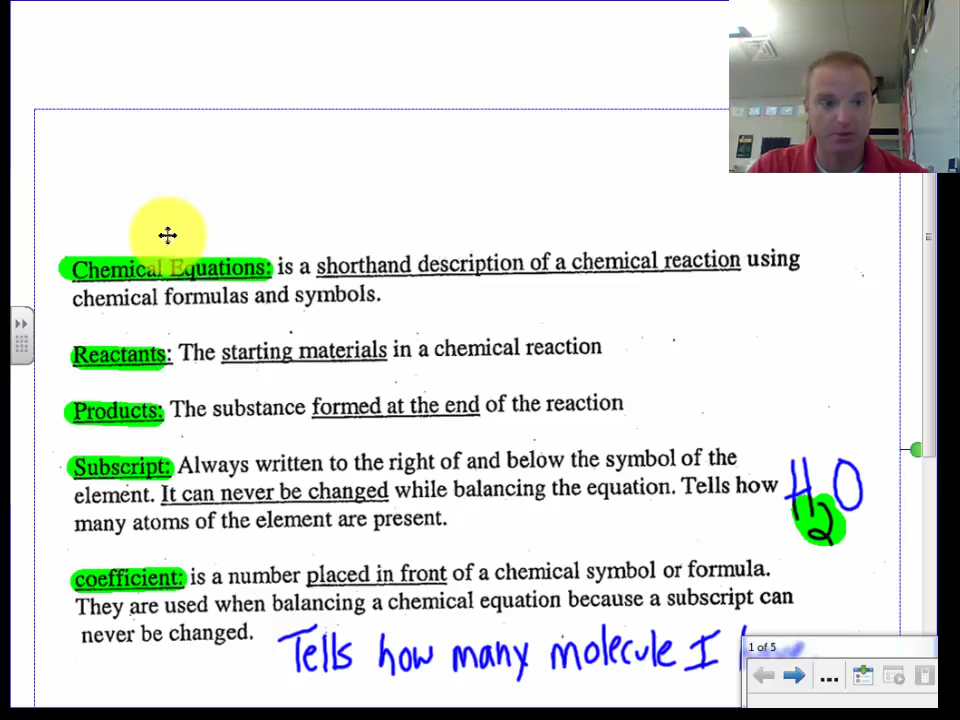 Chemical Equations: is a shorthand description of a chemical reaction using
chemical formulas and symbols.
Reactants: The starting materials in a chemical reaction
Products: The substance formed at the end of the reaction
Subscript: Always written to the right of and below the symbol of the
element. It can never be changed while balancing the equation. Tells how
many atoms of the element are present.
H2O
coefficient: is a number placed in front of a chemical symbol or formula.
They are used when balancing a chemical equation because a subscript can
never be changed.
Tells how many molecule I
1 of 5